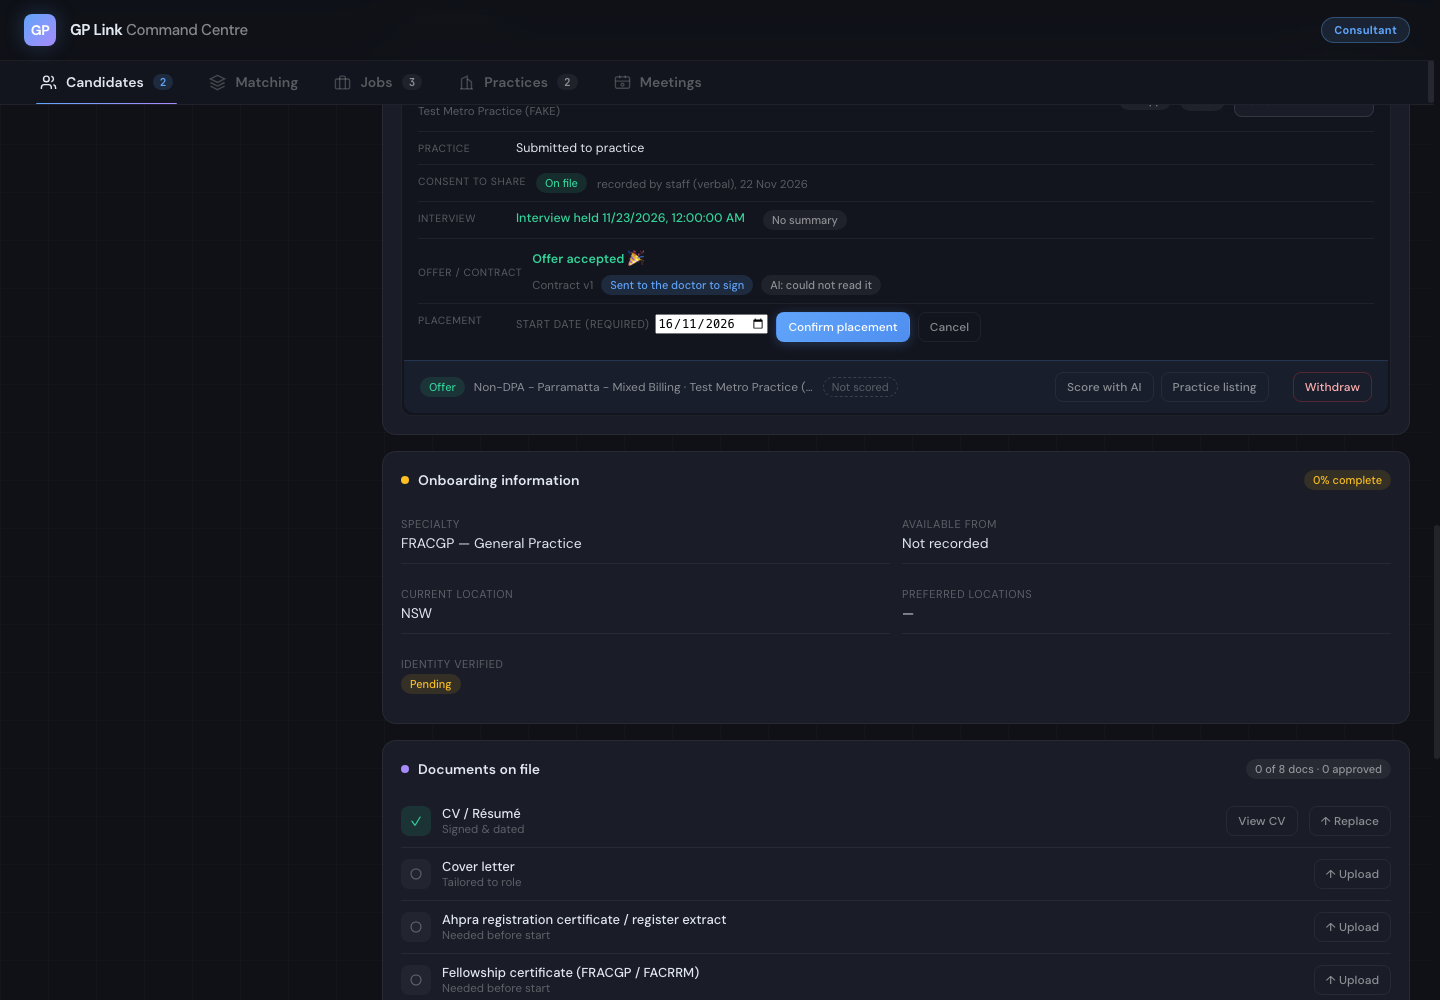 GP
GP Link Command Centre
Consultant
Candidates 2
Matching
Jobs 3
Practices 2
Meetings
Test Metro Practice (FAKE)
PRACTICE
Submitted to practice
CONSENT TO SHARE
On file
recorded by staff (verbal), 22 Nov 2026
INTERVIEW
Interview held 11/23/2026, 12:00:00 AM
No summary
OFFER / CONTRACT
Offer accepted 🎉
Contract v1
Sent to the doctor to sign
AI: could not read it
PLACEMENT
START DATE (REQUIRED)
16/11/2026
Confirm placement
Cancel
Offer
Non-DPA - Parramatta - Mixed Billing · Test Metro Practice (...
Not scored
Score with AI
Practice listing
Withdraw
Onboarding information
0% complete
SPECIALTY
FRACGP — General Practice
AVAILABLE FROM
Not recorded
CURRENT LOCATION
NSW
PREFERRED LOCATIONS
—
IDENTITY VERIFIED
Pending
Documents on file
0 of 8 docs · 0 approved
CV / Résumé
Signed & dated
View CV
↑ Replace
Cover letter
Tailored to role
↑ Upload
Ahpra registration certificate / register extract
Needed before start
↑ Upload
Fellowship certificate (FRACGP / FACRRM)
Needed before start
↑ Upload